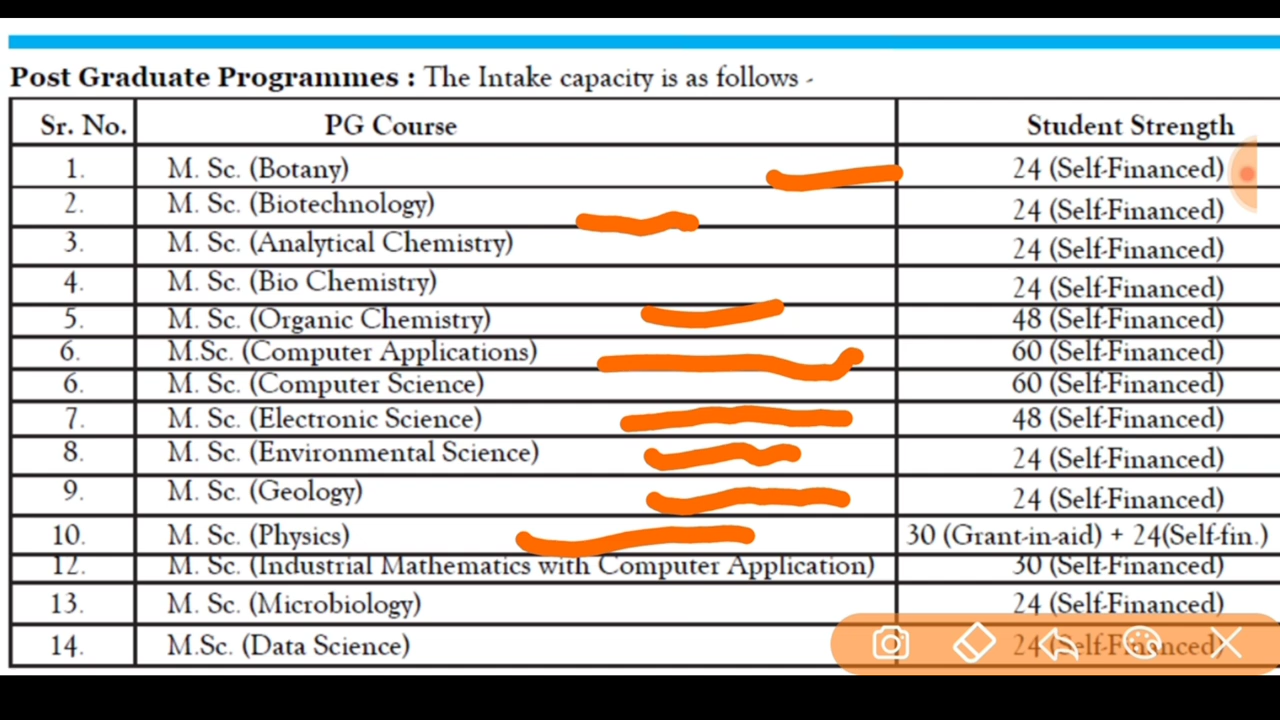 Post Graduate Programmes : The Intake capacity is as follows -
Sr. No. PG Course Student Strength
1. M. Sc. (Botany) 24 (Self-Financed)
2. M. Sc. (Biotechnology) 24 (Self-Financed)
3. M. Sc. (Analytical Chemistry) 24 (Self-Financed)
4. M. Sc. (Bio Chemistry) 24 (Self-Financed)
5. M. Sc. (Organic Chemistry) 48 (Self-Financed)
6. M.Sc. (Computer Applications) 60 (Self-Financed)
6. M. Sc. (Computer Science) 60 (Self-Financed)
7. M. Sc. (Electronic Science) 48 (Self-Financed)
8. M. Sc. (Environmental Science) 24 (Self-Financed)
9. M. Sc. (Geology) 24 (Self-Financed)
10. M. Sc. (Physics) 30 (Grant-in-aid) + 24(Self-fin.)
12. M. Sc. (Industrial Mathematics with Computer Application) 30 (Self-Financed)
13. M. Sc. (Microbiology) 24 (Self-Financed)
14. M.Sc. (Data Science) 24 (Self-Financed)